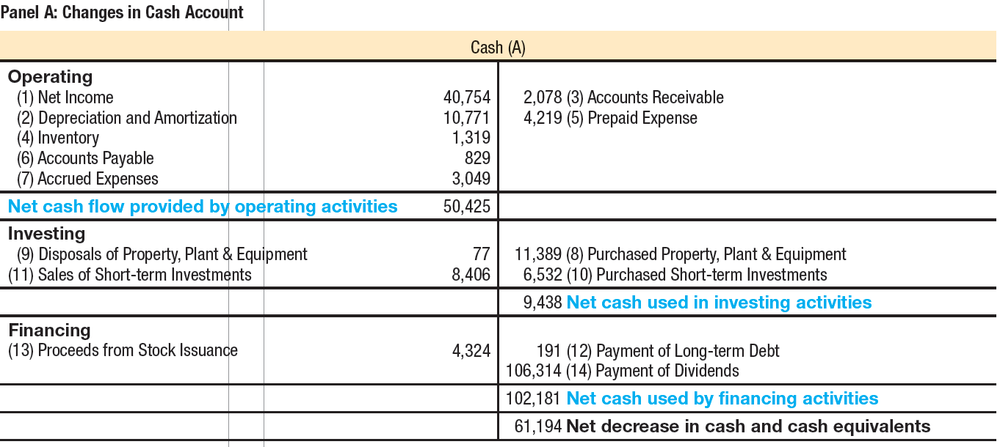 Panel A: Changes in Cash Account
Cash (A)
Operating
(1) Net Income 40,754 2,078 (3) Accounts Receivable
(2) Depreciation and Amortization 10,771 4,219 (5) Prepaid Expense
(4) Inventory 1,319
(6) Accounts Payable 829
(7) Accrued Expenses 3,049
Net cash flow provided by operating activities 50,425
Investing
(9) Disposals of Property, Plant & Equipment 77 11,389 (8) Purchased Property, Plant & Equipment
(11) Sales of Short-term Investments 8,406 6,532 (10) Purchased Short-term Investments
9,438 Net cash used in investing activities
Financing
(13) Proceeds from Stock Issuance 4,324 191 (12) Payment of Long-term Debt
106,314 (14) Payment of Dividends
102,181 Net cash used by financing activities
61,194 Net decrease in cash and cash equivalents